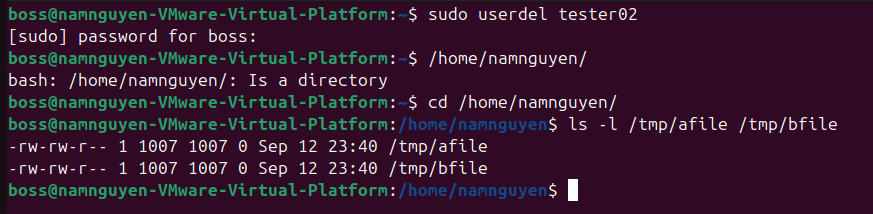 boss@namnguyen-VMware-Virtual-Platform:~$ sudo userdel tester02
[sudo] password for boss:
boss@namnguyen-VMware-Virtual-Platform:~$ /home/namnguyen/
bash: /home/namnguyen/: Is a directory
boss@namnguyen-VMware-Virtual-Platform:~$ cd /home/namnguyen/
boss@namnguyen-VMware-Virtual-Platform:/home/namnguyen$ ls -l /tmp/afile /tmp/bfile
-rw-rw-r-- 1 1007 1007 0 Sep 12 23:40 /tmp/afile
-rw-rw-r-- 1 1007 1007 0 Sep 12 23:40 /tmp/bfile
boss@namnguyen-VMware-Virtual-Platform:/home/namnguyen$